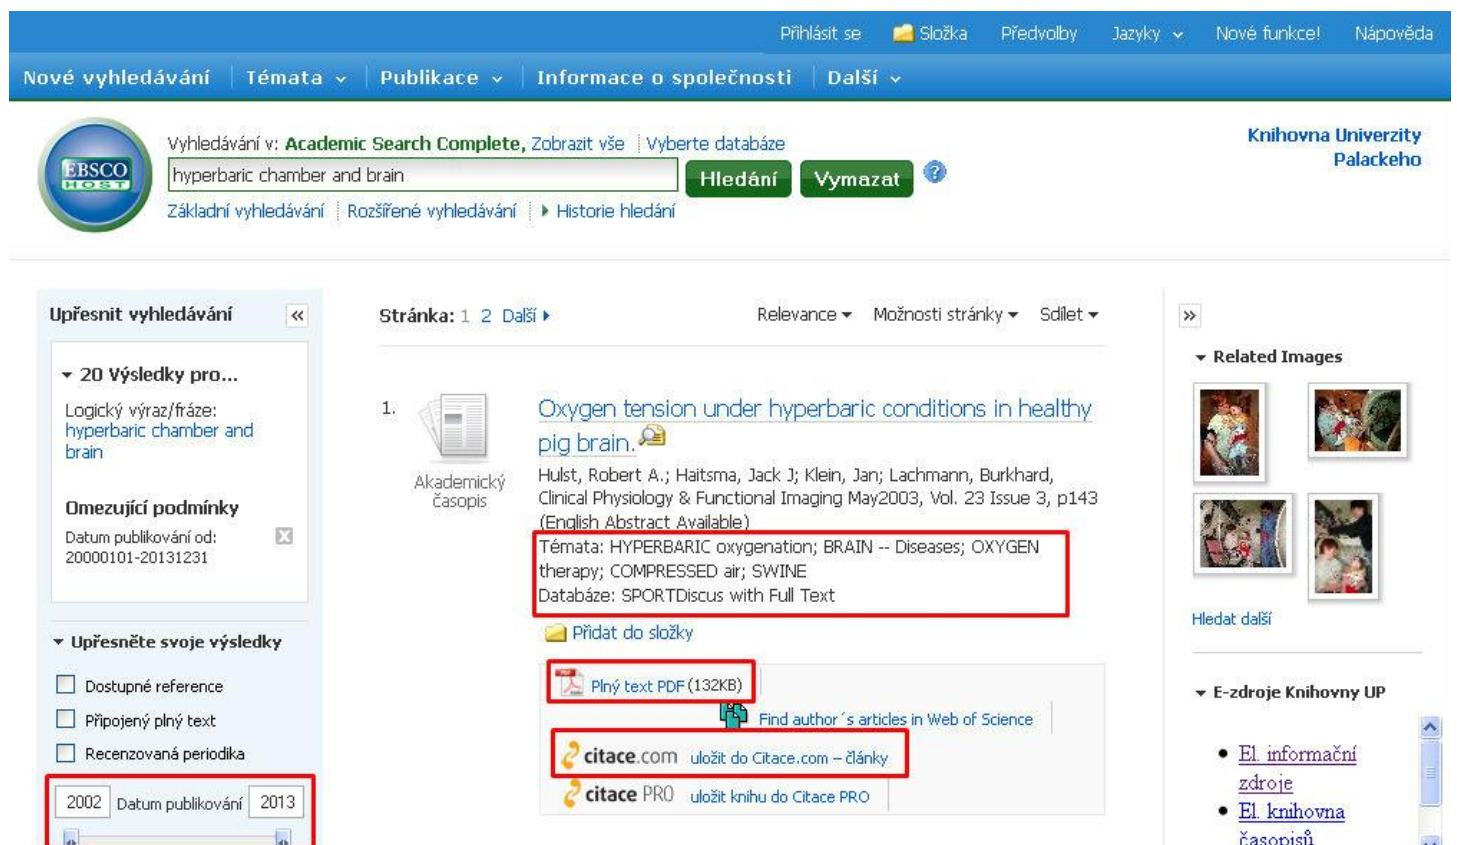 Přihlásit se Složka Předvolby Jazyky Nové funkce! Nápověda
Nové vyhledávání Témata Publikace Informace o společnosti Další
EBSCO
HOST
Vyhledávání v: Academic Search Complete, Zobrazit vše Vyberte databáze
hyperbaric chamber and brain Hledání Vymazat ?
Základní vyhledávání Rozšířené vyhledávání Historie hledání
Knihovna Univerzity
Palackeho
Upřesnit vyhledávání «
20 Výsledky pro...
Logický výraz/fráze:
hyperbaric chamber and
brain
Omezující podmínky
Datum publikování od:
20000101-20131231
Upřesněte svoje výsledky
Dostupné reference
Připojený plný text
Recenzovaná periodika
2002 Datum publikování 2013
Stránka: 1 2 Další Relevance Možnosti stránky Sdílet
1.
Akademický
časopis
Oxygen tension under hyperbaric conditions in healthy
pig brain.
Hulst, Robert A.; Haitsma, Jack J; Klein, Jan; Lachmann, Burkhard,
Clinical Physiology & Functional Imaging May2003, Vol. 23 Issue 3, p143
(English Abstract Available)
Témata: HYPERBARIC oxygenation; BRAIN -- Diseases; OXYGEN
therapy; COMPRESSED air; SWINE
Databáze: SPORTDiscus with Full Text
Přidat do složky
Plný text PDF (132KB)
Find author´s articles in Web of Science
citace.com uložit do Citace.com – články
citace PRO uložit knihu do Citace PRO
»
Related Images
Hledat další
E-zdroje Knihovny UP
El. informační
zdroje
El. knihovna
časopisů